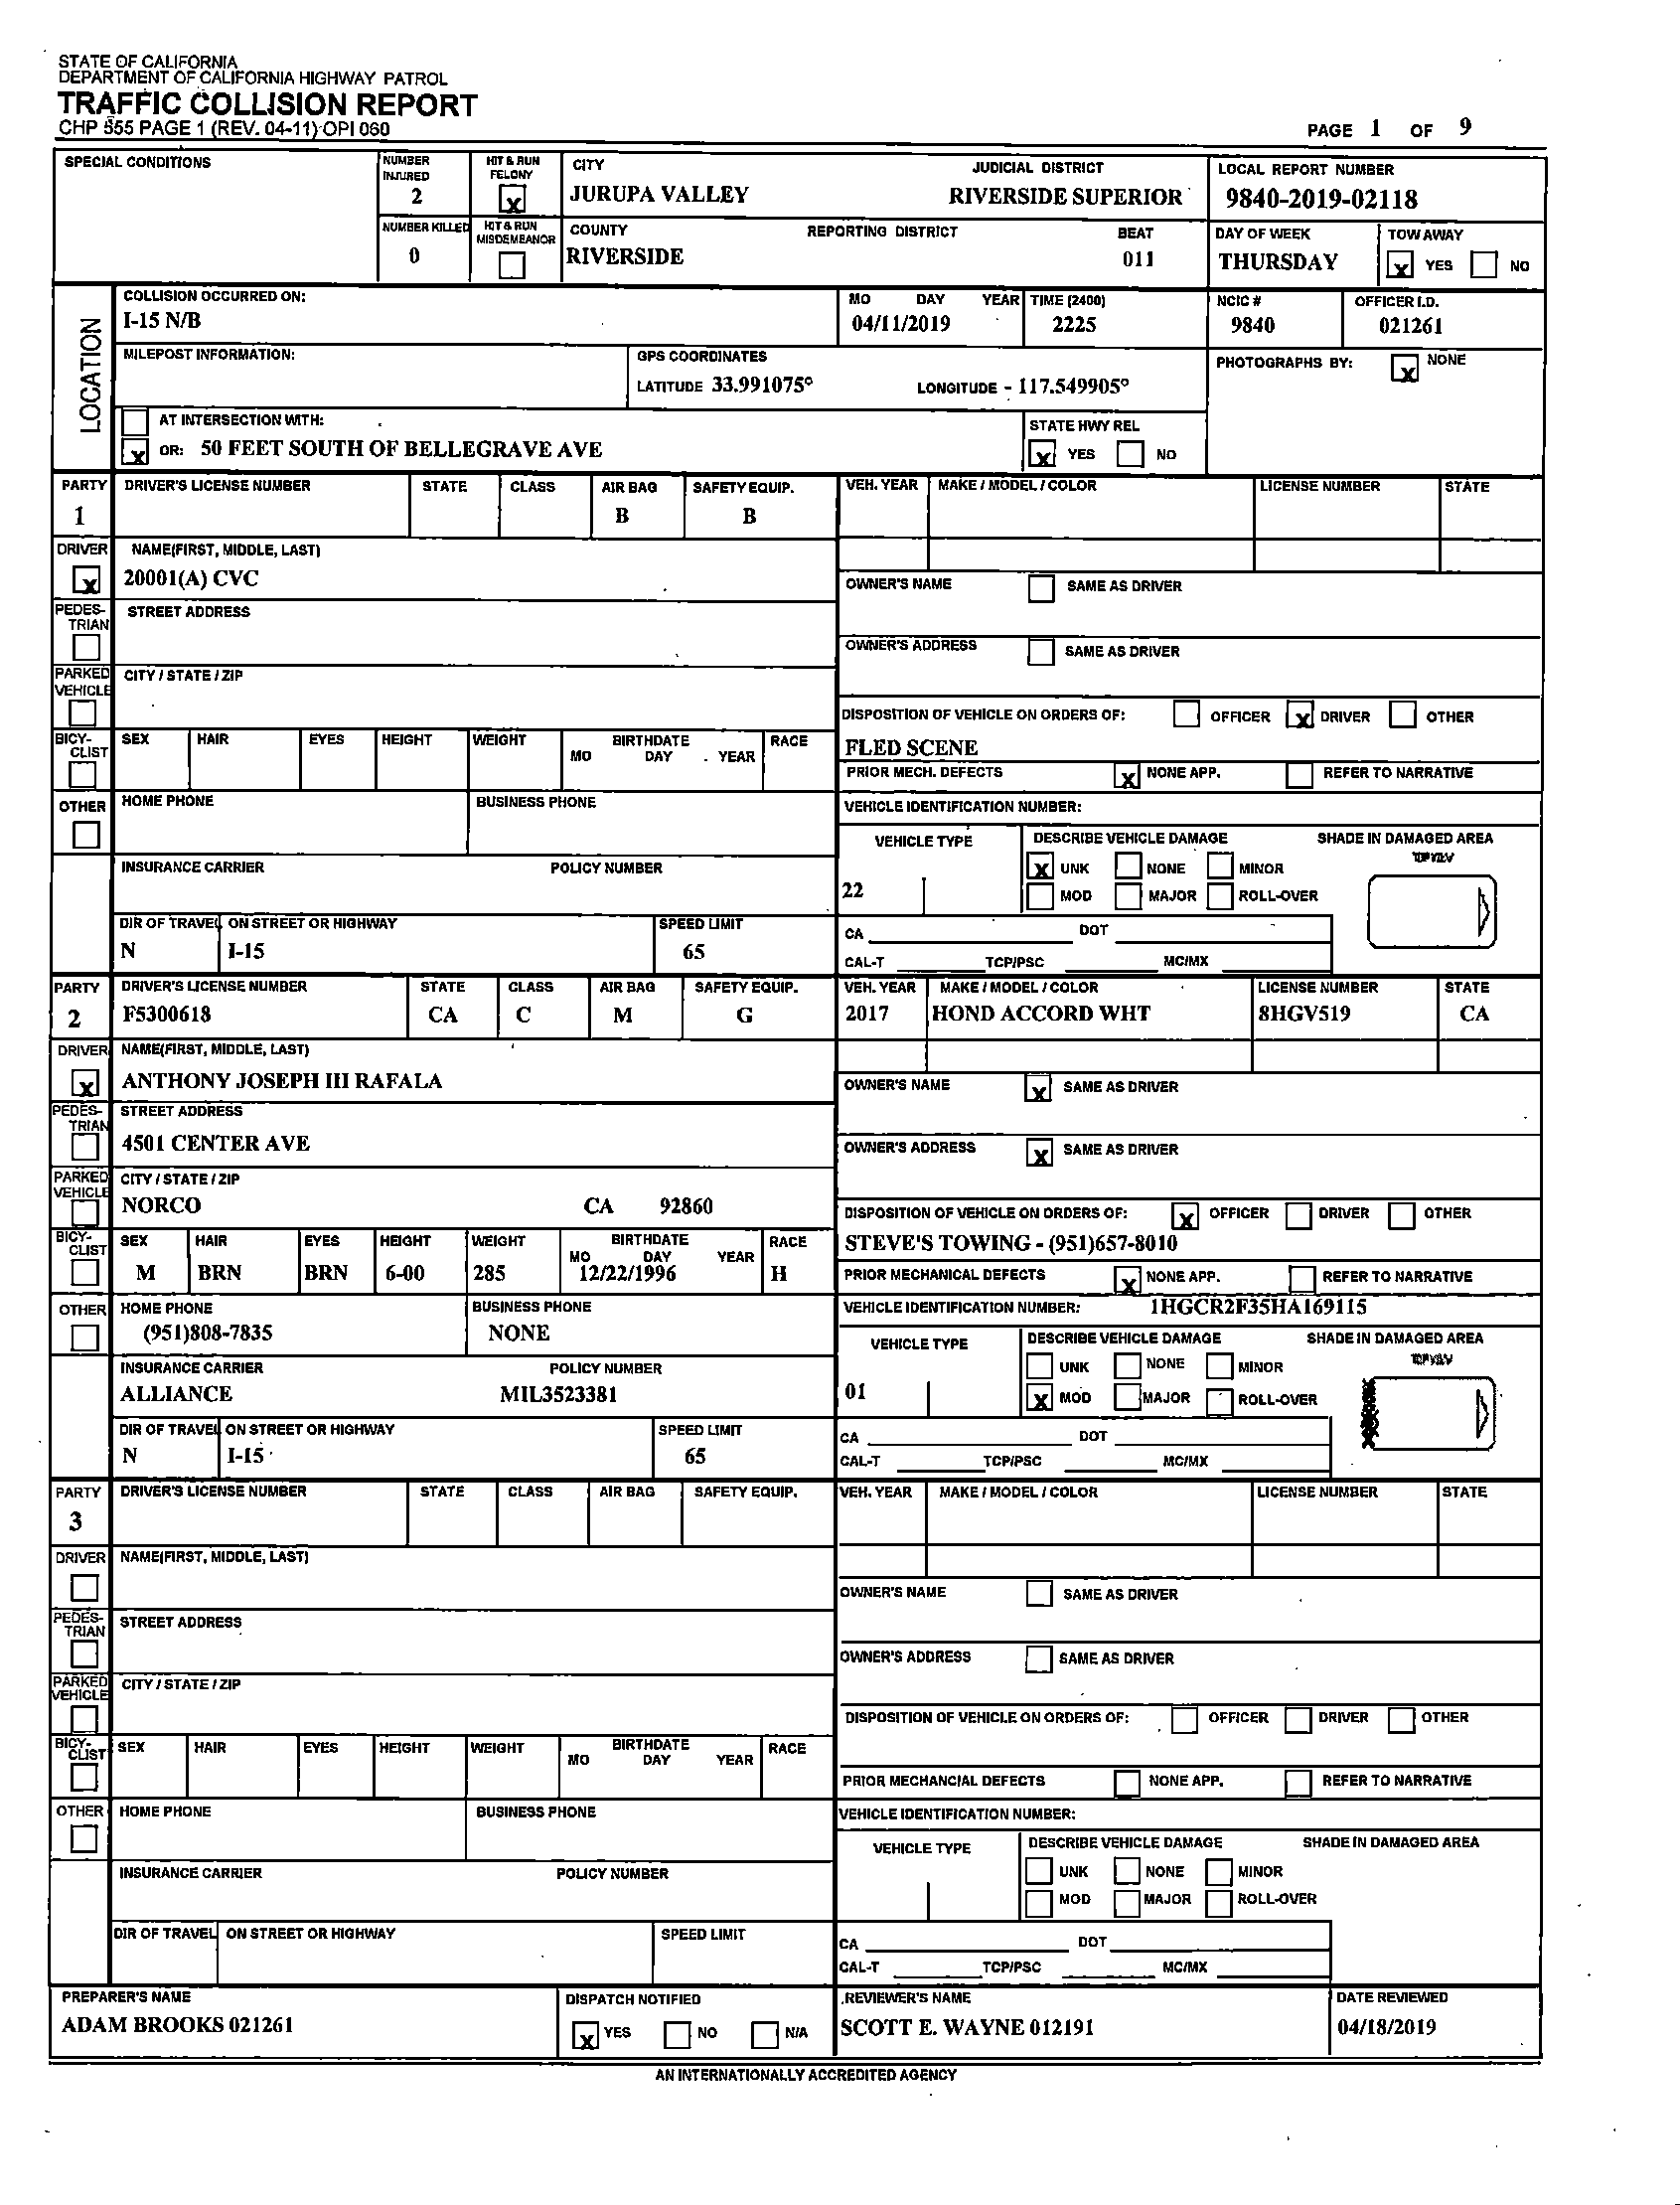 STATE OF CALIFORNIA
DEPARTMENT OF CALIFORNIA HIGHWAY PATROL
TRAFFIC COLLISION REPORT
CHP 555 PAGE 1 (REV. 04-11) OPI 060
PAGE 1 OF 9
SPECIAL CONDITIONS
NUMBER INJURED
2
HIT & RUN FELONY
X
CITY
JURUPA VALLEY
JUDICIAL DISTRICT
RIVERSIDE SUPERIOR
LOCAL REPORT NUMBER
9840-2019-02118
NUMBER KILLED
0
HIT & RUN MISDEMEANOR
COUNTY
RIVERSIDE
REPORTING DISTRICT
BEAT
011
DAY OF WEEK
THURSDAY
TOW AWAY
X YES NO
LOCATION
COLLISION OCCURRED ON:
I-15 N/B
MO DAY YEAR
04/11/2019
TIME (2400)
2225
NCIC #
9840
OFFICER I.D.
021261
MILEPOST INFORMATION:
GPS COORDINATES
LATITUDE 33.991075° LONGITUDE - 117.549905°
PHOTOGRAPHS BY: X NONE
AT INTERSECTION WITH:
X OR: 50 FEET SOUTH OF BELLEGRAVE AVE
STATE HWY REL
X YES NO
PARTY
1
DRIVER'S LICENSE NUMBER STATE CLASS
AIR BAG
B
SAFETY EQUIP.
B
VEH. YEAR MAKE / MODEL / COLOR LICENSE NUMBER STATE
DRIVER
X
NAME(FIRST, MIDDLE, LAST)
20001(A) CVC
OWNER'S NAME SAME AS DRIVER
PEDES-
TRIAN
STREET ADDRESS
OWNER'S ADDRESS SAME AS DRIVER
PARKED
VEHICLE
CITY / STATE / ZIP
DISPOSITION OF VEHICLE ON ORDERS OF: OFFICER X DRIVER OTHER
FLED SCENE
BICY-
CLIST
SEX HAIR EYES HEIGHT WEIGHT BIRTHDATE MO DAY YEAR RACE
PRIOR MECH. DEFECTS X NONE APP. REFER TO NARRATIVE
OTHER
HOME PHONE BUSINESS PHONE
VEHICLE IDENTIFICATION NUMBER:
INSURANCE CARRIER POLICY NUMBER
VEHICLE TYPE
22
DESCRIBE VEHICLE DAMAGE
X UNK NONE MINOR
MOD MAJOR ROLL-OVER
SHADE IN DAMAGED AREA
DIR OF TRAVEL
N
ON STREET OR HIGHWAY
I-15
SPEED LIMIT
65
CA DOT
CAL-T TCP/PSC MC/MX
PARTY
2
DRIVER'S LICENSE NUMBER
F5300618
STATE
CA
CLASS
C
AIR BAG
M
SAFETY EQUIP.
G
VEH. YEAR
2017
MAKE / MODEL / COLOR
HOND ACCORD WHT
LICENSE NUMBER
8HGV519
STATE
CA
DRIVER
X
NAME(FIRST, MIDDLE, LAST)
ANTHONY JOSEPH III RAFALA
OWNER'S NAME X SAME AS DRIVER
PEDES-
TRIAN
STREET ADDRESS
4501 CENTER AVE
OWNER'S ADDRESS X SAME AS DRIVER
PARKED
VEHICLE
CITY / STATE / ZIP
NORCO CA 92860
DISPOSITION OF VEHICLE ON ORDERS OF: X OFFICER DRIVER OTHER
STEVE'S TOWING - (951)657-8010
BICY-
CLIST
SEX
M
HAIR
BRN
EYES
BRN
HEIGHT
6-00
WEIGHT
285
BIRTHDATE
MO DAY YEAR
12/22/1996
RACE
H
PRIOR MECHANICAL DEFECTS X NONE APP. REFER TO NARRATIVE
OTHER
HOME PHONE
(951)808-7835
BUSINESS PHONE
NONE
VEHICLE IDENTIFICATION NUMBER: 1HGCR2F35HA169115
INSURANCE CARRIER
ALLIANCE
POLICY NUMBER
MIL3523381
VEHICLE TYPE
01
DESCRIBE VEHICLE DAMAGE
UNK NONE MINOR
X MOD MAJOR ROLL-OVER
SHADE IN DAMAGED AREA
DIR OF TRAVEL
N
ON STREET OR HIGHWAY
I-15
SPEED LIMIT
65
CA DOT
CAL-T TCP/PSC MC/MX
PARTY
3
DRIVER'S LICENSE NUMBER STATE CLASS AIR BAG SAFETY EQUIP.
VEH. YEAR MAKE / MODEL / COLOR LICENSE NUMBER STATE
DRIVER
NAME(FIRST, MIDDLE, LAST)
OWNER'S NAME SAME AS DRIVER
PEDES-
TRIAN
STREET ADDRESS
OWNER'S ADDRESS SAME AS DRIVER
PARKED
VEHICLE
CITY / STATE / ZIP
DISPOSITION OF VEHICLE ON ORDERS OF: OFFICER DRIVER OTHER
BICY-
CLIST
SEX HAIR EYES HEIGHT WEIGHT BIRTHDATE MO DAY YEAR RACE
PRIOR MECHANCIAL DEFECTS NONE APP. REFER TO NARRATIVE
OTHER
HOME PHONE BUSINESS PHONE
VEHICLE IDENTIFICATION NUMBER:
INSURANCE CARRIER POLICY NUMBER
VEHICLE TYPE
DESCRIBE VEHICLE DAMAGE
UNK NONE MINOR
MOD MAJOR ROLL-OVER
SHADE IN DAMAGED AREA
DIR OF TRAVEL ON STREET OR HIGHWAY SPEED LIMIT
CA DOT
CAL-T TCP/PSC MC/MX
PREPARER'S NAME
ADAM BROOKS 021261
DISPATCH NOTIFIED
X YES NO N/A
REVIEWER'S NAME
SCOTT E. WAYNE 012191
DATE REVIEWED
04/18/2019
AN INTERNATIONALLY ACCREDITED AGENCY